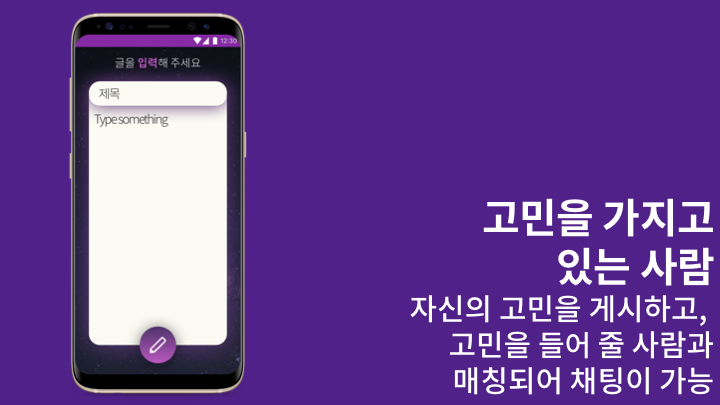 12:30
글을 입력해 주세요
제목
Type something
고민을 가지고
있는 사람
자신의 고민을 게시하고,
고민을 들어 줄 사람과
매칭되어 채팅이 가능